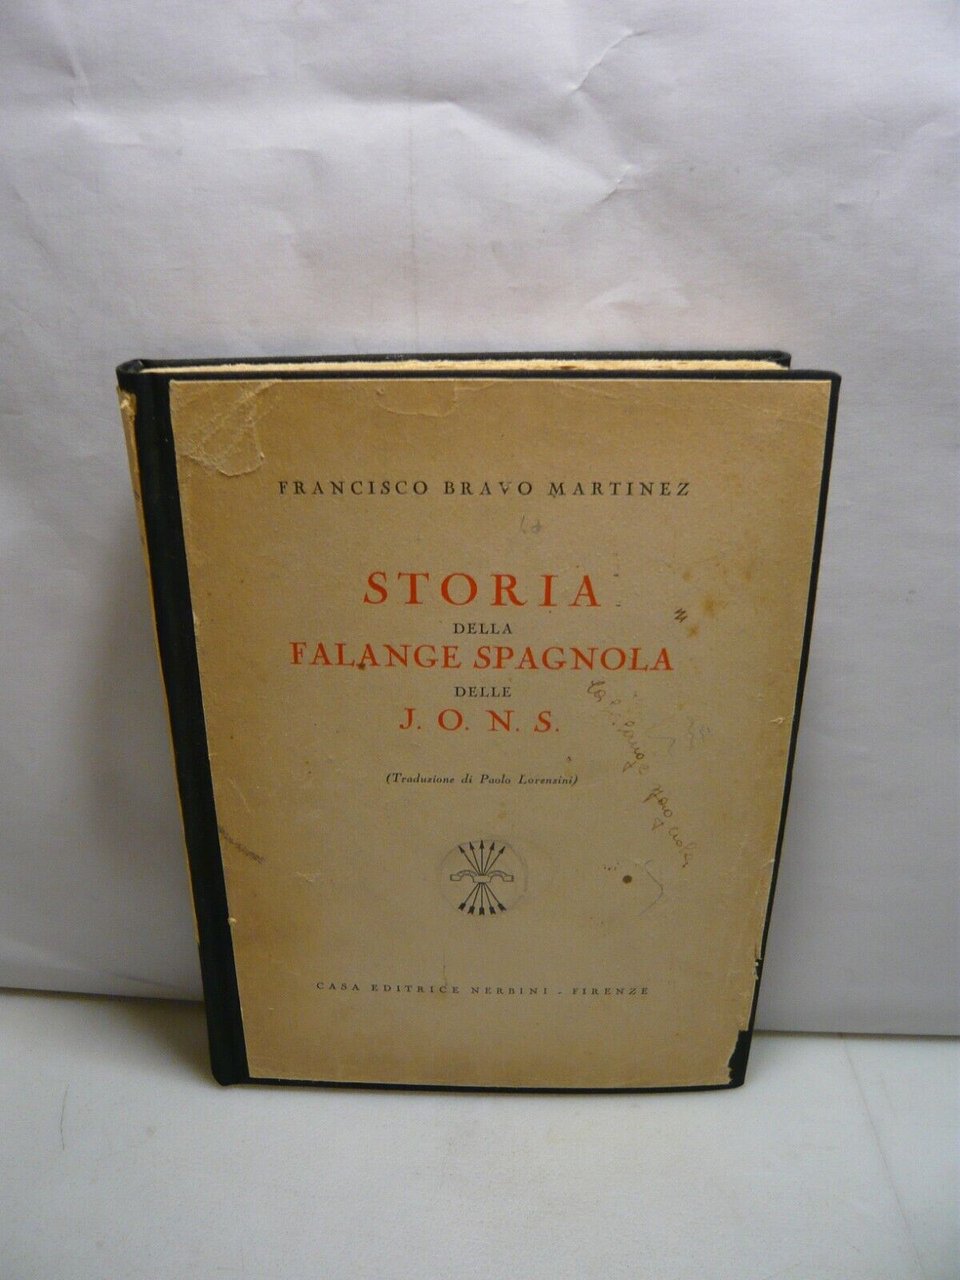 FRANCISCO BRAVO MARTINEZ
STORIA
DELLA
FALANGE SPAGNOLA
DELLE
J. O. N. S.
(Traduzione di Paolo Lorenzini)
CASA EDITRICE NERBINI - FIRENZE